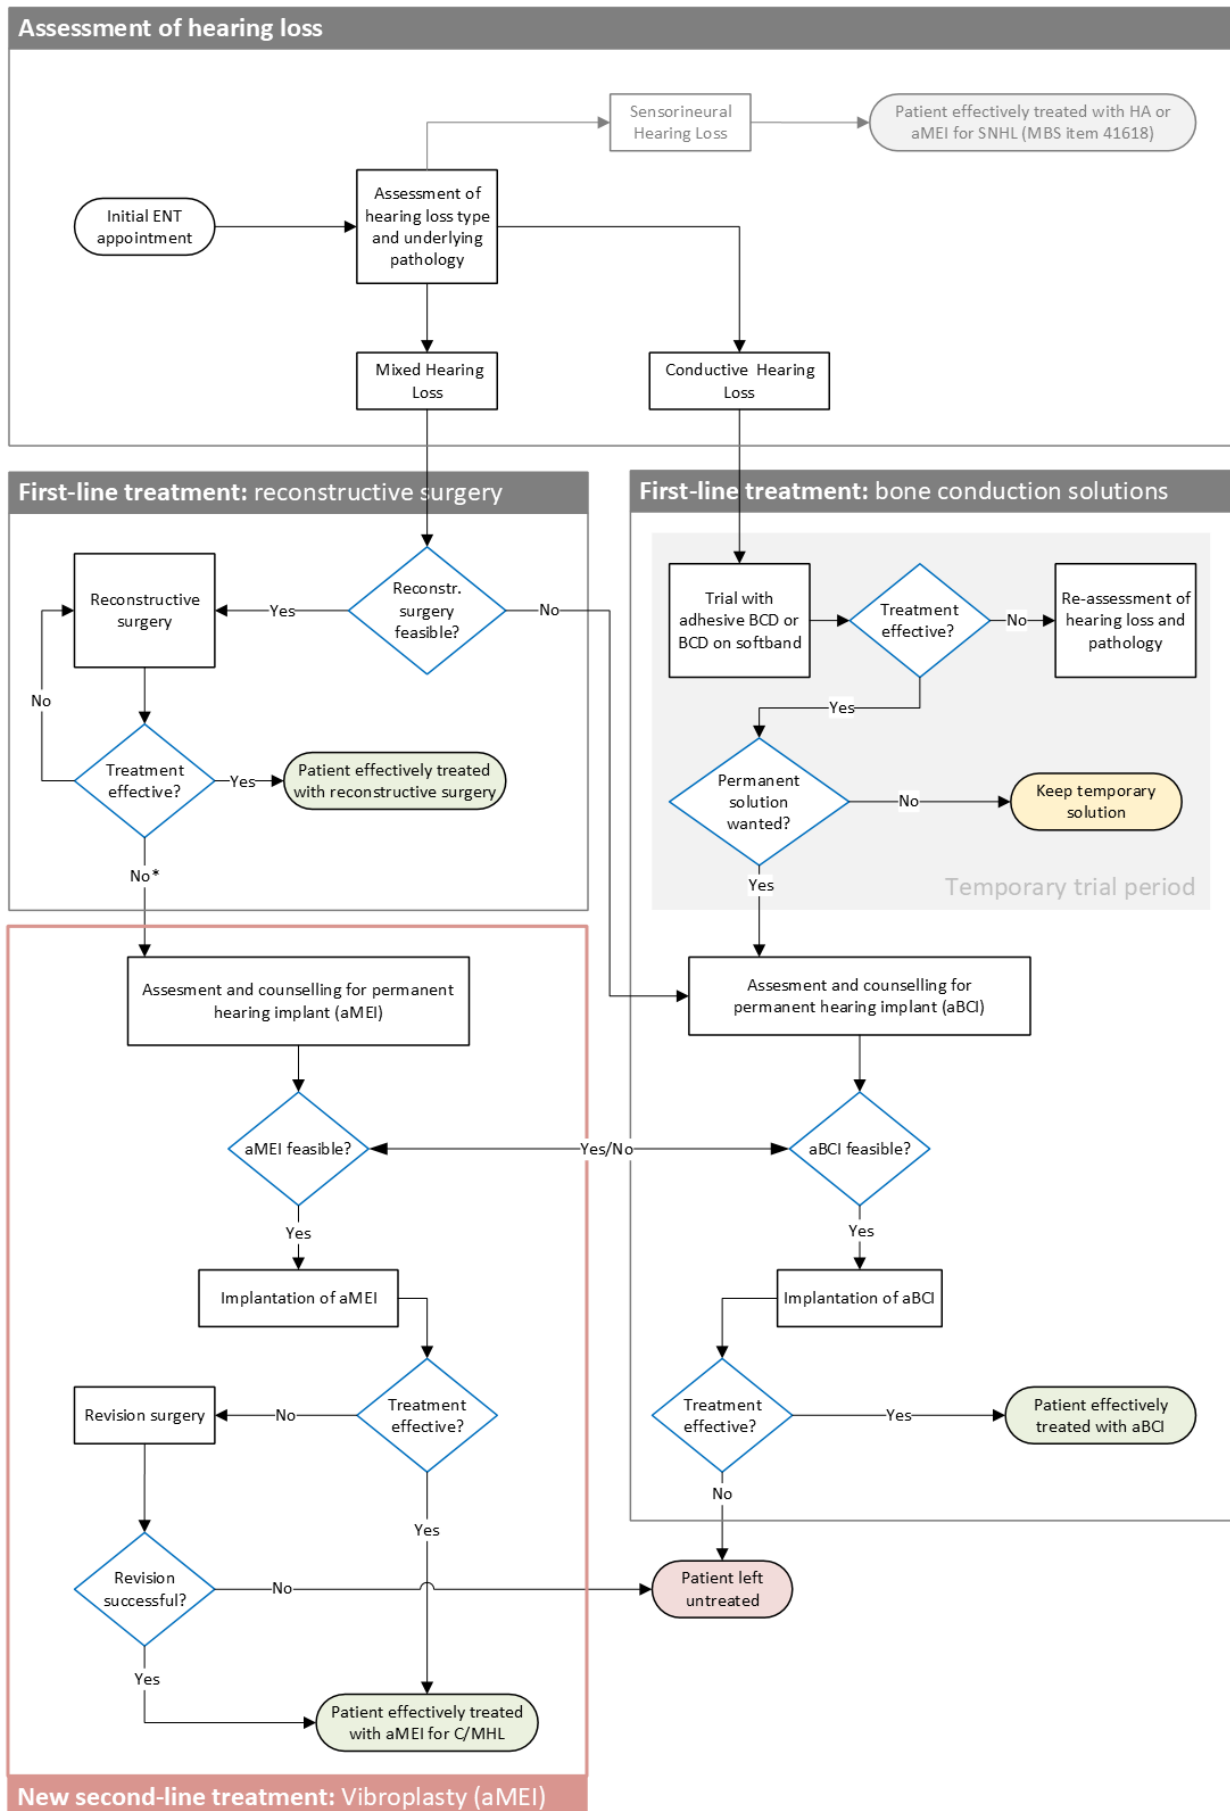 Assessment of hearing loss
Sensorineural
Hearing Loss
Patient effectively treated with HA or
aMEI for SNHL (MBS item 41618)
Initial ENT
appointment
Assessment of
hearing loss type
and underlying
pathology
Mixed Hearing
Loss
Conductive Hearing
Loss
First-line treatment: reconstructive surgery
Reconstructive
surgery
Yes
Reconstr.
surgery
feasible?
No
No
Treatment
effective?
Yes
Patient effectively treated
with reconstructive surgery
No*
First-line treatment: bone conduction solutions
Trial with
adhesive BCD or
BCD on softband
Treatment
effective?
No
Re-assessment of
hearing loss and
pathology
Yes
Permanent
solution
wanted?
No
Keep temporary
solution
Yes
Temporary trial period
Assesment and counselling for permanent
hearing implant (aMEI)
Assesment and counselling for
permanent hearing implant (aBCI)
aMEI feasible?
Yes/No
aBCI feasible?
Yes
Yes
Implantation of aMEI
Implantation of aBCI
Revision surgery
No
Treatment
effective?
Treatment
effective?
Yes
Patient effectively
treated with aBCI
No
Yes
Revision
successful?
No
Patient left
untreated
Yes
Patient effectively treated
with aMEI for C/MHL
New second-line treatment: Vibroplasty (aMEI)